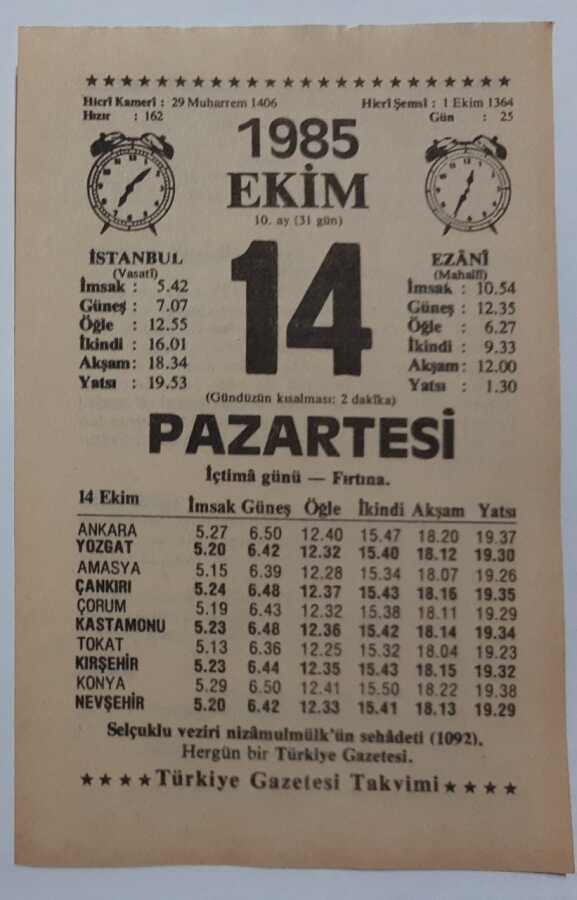 Hicrî Kamerî : 29 Muharrem 1406
Hicrî Şemsî : 1 Ekim 1364
Hızır : 162
Gün : 25
1985
EKİM
10. ay (31 gün)
14
İSTANBUL
(Vasatî)
İmsak : 5.42
Güneş : 7.07
Öğle : 12.55
İkindi : 16.01
Akşam : 18.34
Yatsı : 19.53
EZÂNÎ
(Mahallî)
İmsak : 10.54
Güneş : 12.35
Öğle : 6.27
İkindi : 9.33
Akşam : 12.00
Yatsı : 1.30
(Gündüzün kısalması: 2 dakîka)
PAZARTESİ
İçtimâ günü — Fırtına.
14 Ekim İmsak Güneş Öğle İkindi Akşam Yatsı
ANKARA 5.27 6.50 12.40 15.47 18.20 19.37
YOZGAT 5.20 6.42 12.32 15.40 18.12 19.30
AMASYA 5.15 6.39 12.28 15.34 18.07 19.26
ÇANKIRI 5.24 6.48 12.37 15.43 18.16 19.35
ÇORUM 5.19 6.43 12.32 15.38 18.11 19.29
KASTAMONU 5.23 6.48 12.36 15.42 18.14 19.34
TOKAT 5.13 6.36 12.25 15.32 18.04 19.23
KIRŞEHİR 5.23 6.44 12.35 15.43 18.15 19.32
KONYA 5.29 6.50 12.41 15.50 18.22 19.38
NEVŞEHİR 5.20 6.42 12.33 15.41 18.13 19.29
Selçuklu veziri nizâmulmülk'ün şehâdeti (1092).
Hergün bir Türkiye Gazetesi.
★★★★Türkiye Gazetesi Takvimi★★★★